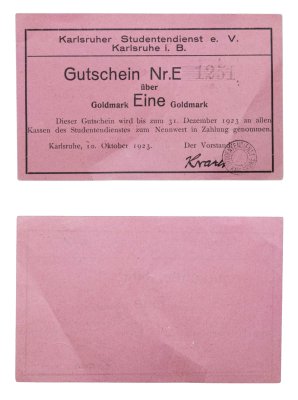 Karlsruher Studentendienst e. V.
Karlsruhe i. B.
Gutschein Nr.E 1251
über
Goldmark Eine Goldmark
Dieser Gutschein wird bis zum 31. Dezember 1923 an allen
Kassen des Studentendienstes zum Nennwert in Zahlung genommen.
Karlsruhe, 10. Oktober 1923. Der Vorstand: